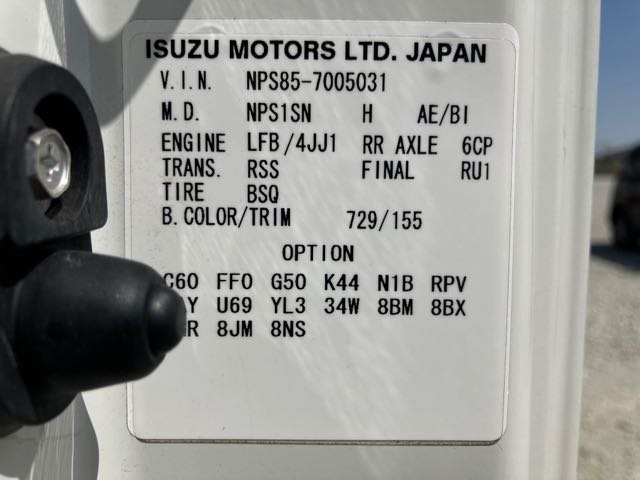 ISUZU MOTORS LTD. JAPAN
V.I.N. NPS85-7005031
M.D. NPS1SN H AE/BI
ENGINE LFB/4JJ1 RR AXLE 6CP
TRANS. RSS FINAL RU1
TIRE BSQ
B.COLOR/TRIM 729/155
OPTION
C60 FF0 G50 K44 N1B RPV
U69 YL3 34W 8BM 8BX
8JM 8NS